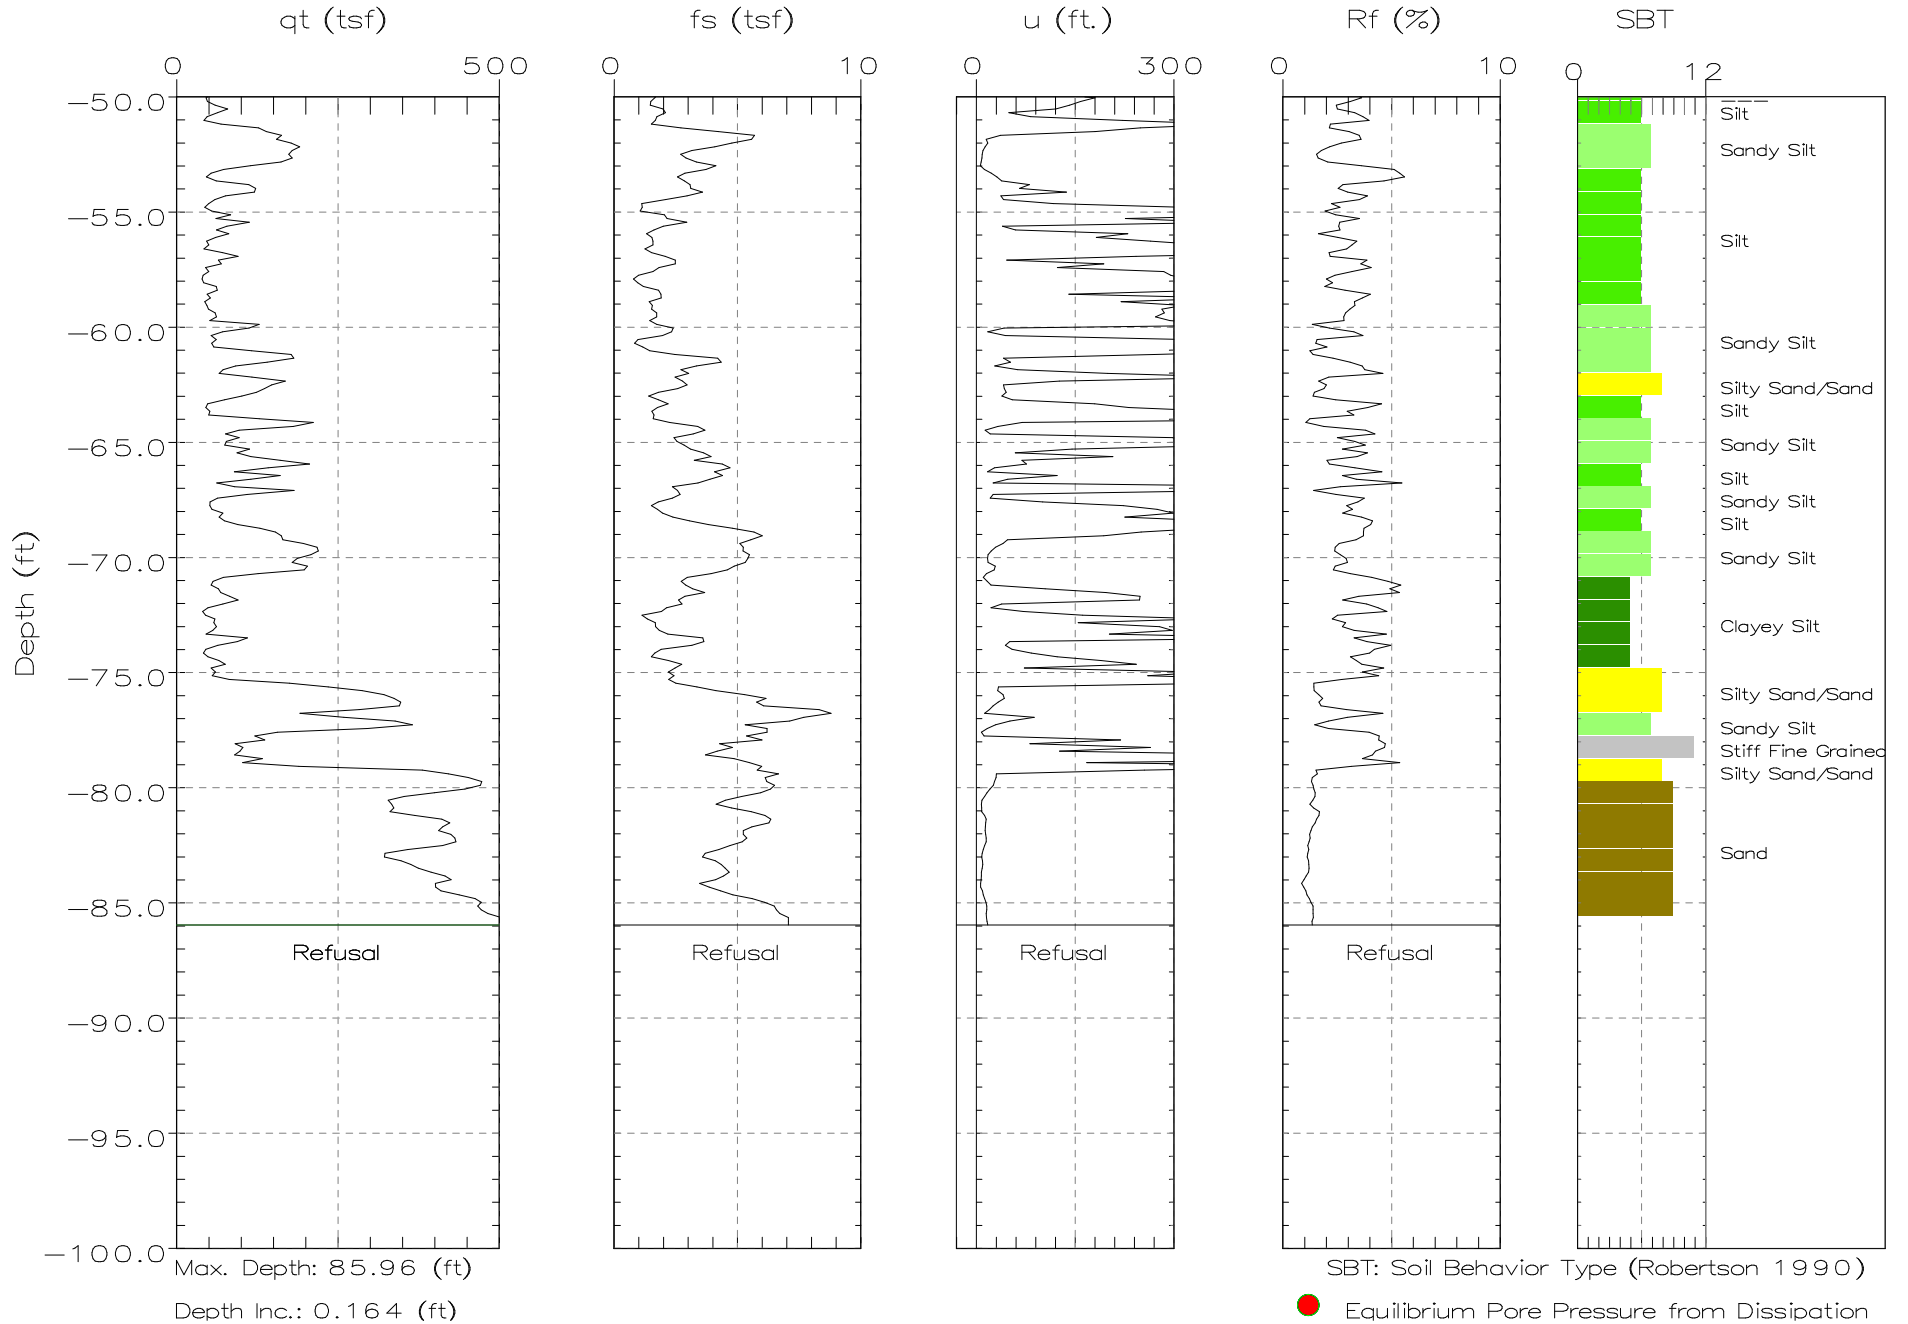 qt (tsf) fs (tsf) u (ft.) Rf (%) SBT
0 500 0 10 0 300 0 10 0 12
-50.0
Silt
Sandy Silt
-55.0
Silt
-60.0
Sandy Silt
Silty Sand/Sand
Silt
-65.0
Sandy Silt
Silt
Sandy Silt
Silt
-70.0
Sandy Silt
Depth (ft)
Clayey Silt
-75.0
Silty Sand/Sand
Sandy Silt
Stiff Fine Grained
Silty Sand/Sand
-80.0
Sand
-85.0
Refusal Refusal Refusal Refusal
-90.0
-95.0
-100.0
Max. Depth: 85.96 (ft) SBT: Soil Behavior Type (Robertson 1990)
Depth Inc.: 0.164 (ft) Equilibrium Pore Pressure from Dissipation